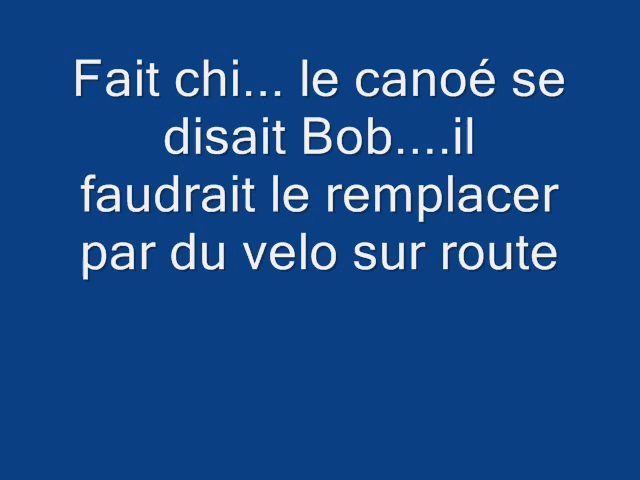 Fait chi... le canoé se
disait Bob....il
faudrait le remplacer
par du velo sur route